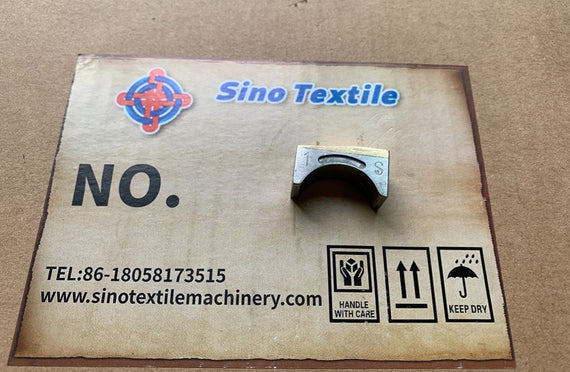 Sino Textile
1 S
NO.
TEL:86-18058173515
www.sinotextilemachinery.com
HANDLE
WITH CARE
KEEP DRY